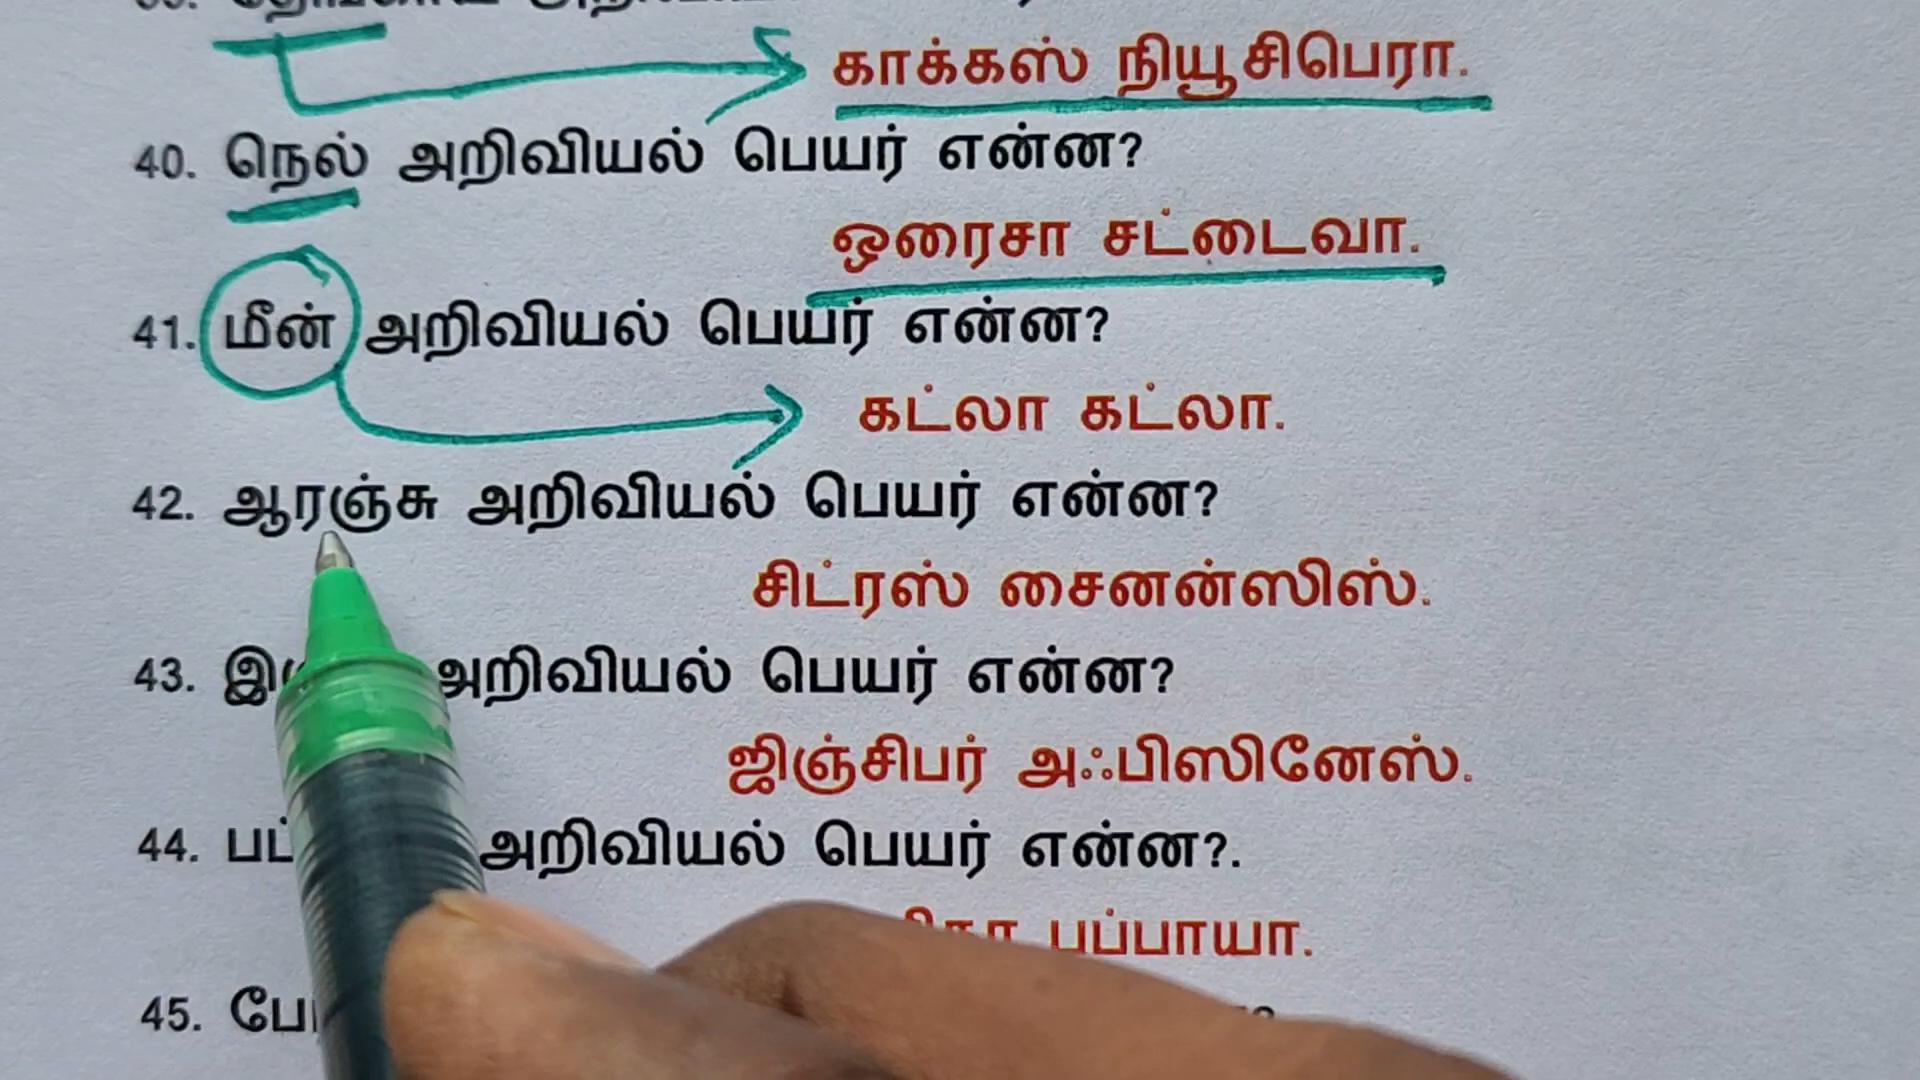 காக்கஸ் நியூசிபெரா.
40. நெல் அறிவியல் பெயர் என்ன?
ஒரைசா சட்டைவா.
41. மீன் அறிவியல் பெயர் என்ன?
கட்லா கட்லா.
42. ஆரஞ்சு அறிவியல் பெயர் என்ன?
சிட்ரஸ் சைனன்ஸிஸ்.
43. அறிவியல் பெயர் என்ன?
ஜிஞ்சிபர் அஃபிஸினேஸ்.
44. அறிவியல் பெயர் என்ன?.
பப்பாயா.
45.